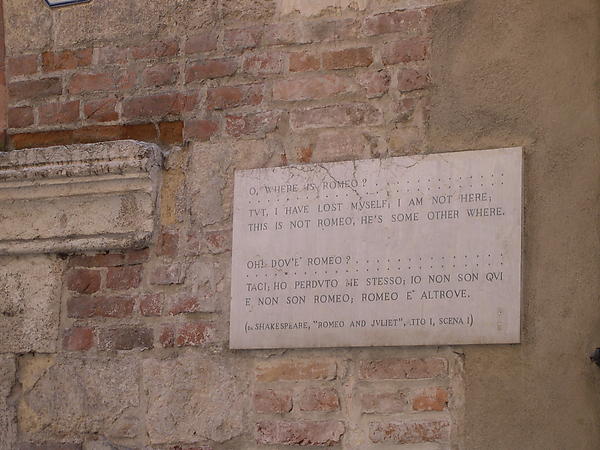 O, WHERE IS ROMEO? . . . . . . . . . . . .
. . . . . . . . . . . . . . . . . . . . . .
TVT, I HAVE LOST MYSELF; I AM NOT HERE;
THIS IS NOT ROMEO, HE'S SOME OTHER WHERE.
OH! DOV'E' ROMEO? . . . . . . . . . . . .
. . . . . . . . . . . . . . . . . . . . . .
TACI; HO PERDVTO ME STESSO; IO NON SON QVI
E NON SON ROMEO; ROMEO E' ALTROVE.
SHAKESPEARE, "ROMEO AND JVLIET", ATTO I, SCENA I)